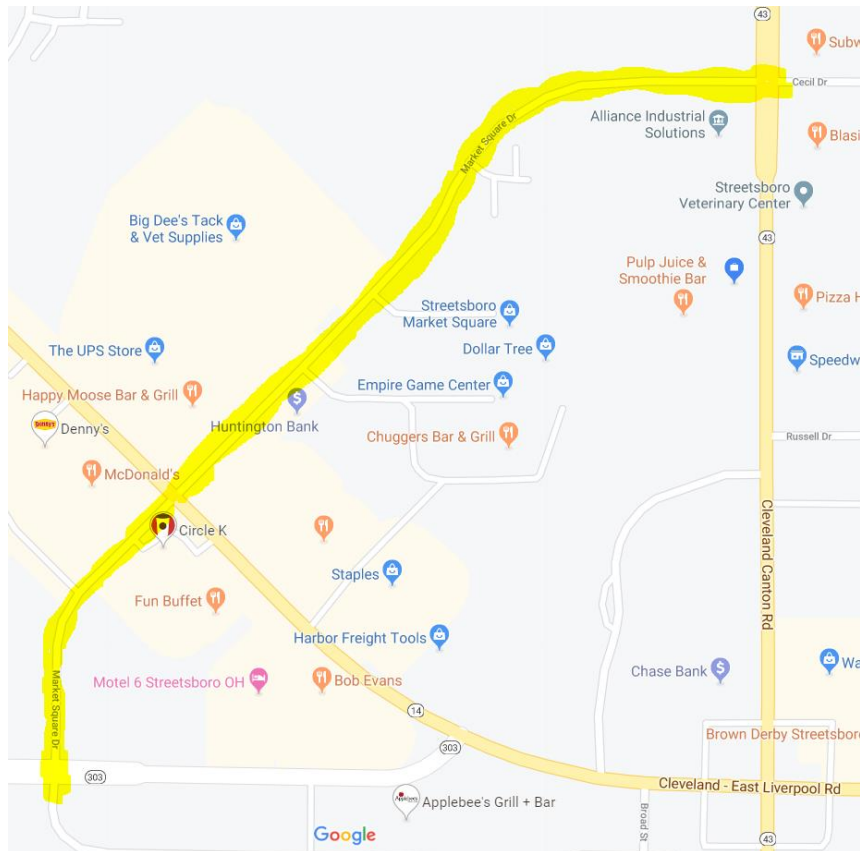 43
Subw
Cecil Dr
Alliance Industrial
Solutions
Market Square Dr
Blasi
Streetsboro
Veterinary Center
Big Dee's Tack
& Vet Supplies
43
Pulp Juice &
Smoothie Bar
Pizza H
Streetsboro
Market Square
The UPS Store
Dollar Tree
Speedw
Empire Game Center
Happy Moose Bar & Grill
Huntington Bank
Denny's
Denny's
Chuggers Bar & Grill
Russell Dr
McDonald's
Circle K
Cleveland Canton Rd
Staples
Fun Buffet
Harbor Freight Tools
Wa
Chase Bank
Market Square Dr
Motel 6 Streetsboro OH
Bob Evans
14
Brown Derby Streetsboro
303
303
Cleveland - East Liverpool Rd
Applebee's
Applebee's Grill + Bar
Broad St
Google
43